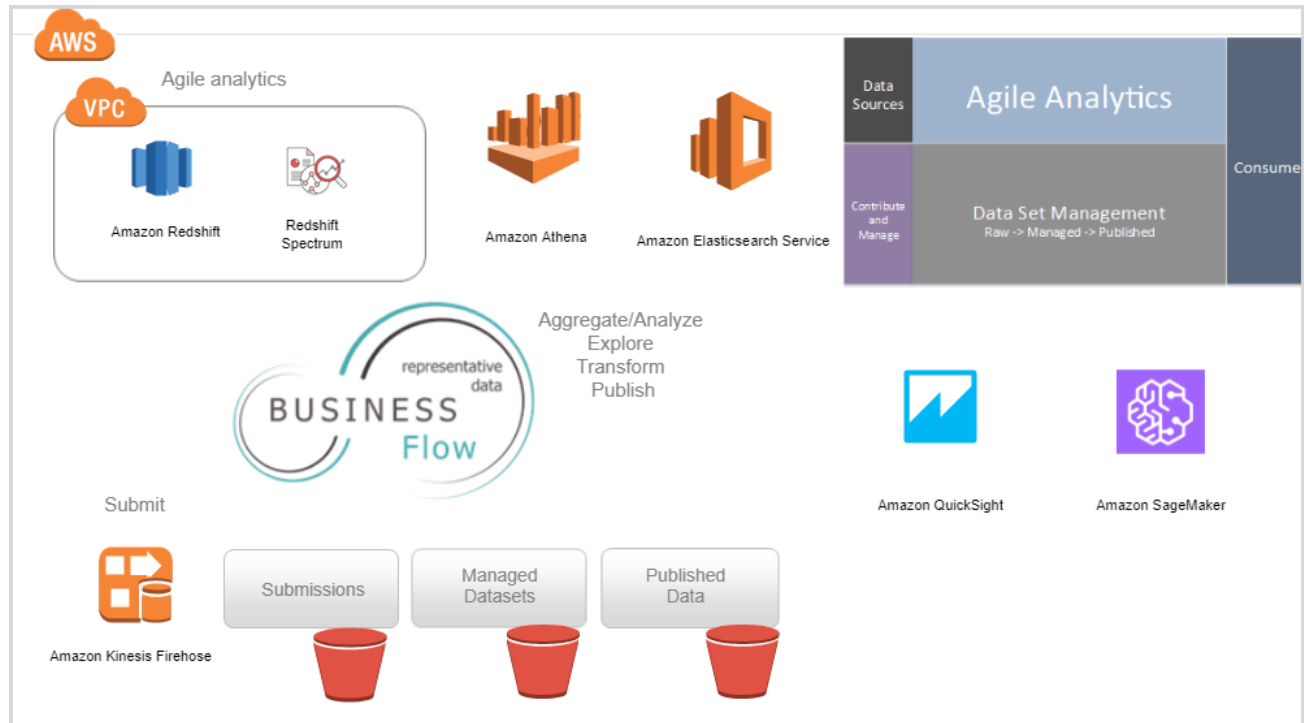 AWS
Agile analytics
VPC
Amazon Redshift
Redshift
Spectrum
Amazon Athena
Amazon Elasticsearch Service
Data
Sources
Agile Analytics
Contribute
and
Manage
Data Set Management
Raw -> Managed -> Published
Consume
representative
data
BUSINESS
Flow
Aggregate/Analyze
Explore
Transform
Publish
Amazon QuickSight
Amazon SageMaker
Submit
Amazon Kinesis Firehose
Submissions
Managed
Datasets
Published
Data